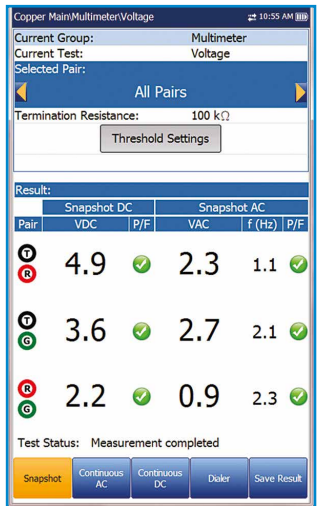 Copper Main\Multimeter\Voltage 10:55 AM
Current Group: Multimeter
Current Test: Voltage
Selected Pair:
All Pairs
Termination Resistance: 100 kΩ
Threshold Settings
Result:
Snapshot DC Snapshot AC
Pair VDC P/F VAC f (Hz) P/F
T
R
4.9 2.3 1.1
T
G
3.6 2.7 2.1
R
G
2.2 0.9 2.3
Test Status: Measurement completed
Snapshot Continuous AC Continuous DC Dialer Save Result